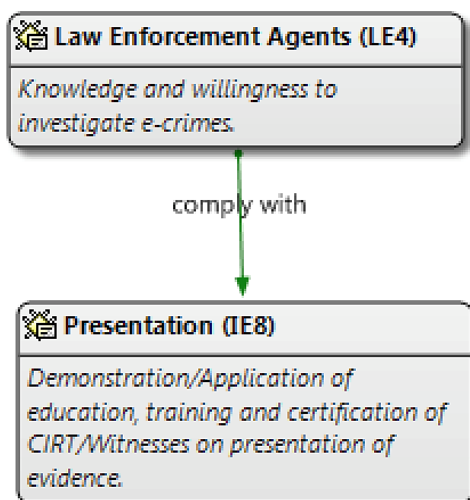 Law Enforcement Agents (LE4)
Knowledge and willingness to
investigate e-crimes.
comply with
Presentation (IE8)
Demonstration/Application of
education, training and certification of
CIRT/Witnesses on presentation of
evidence.